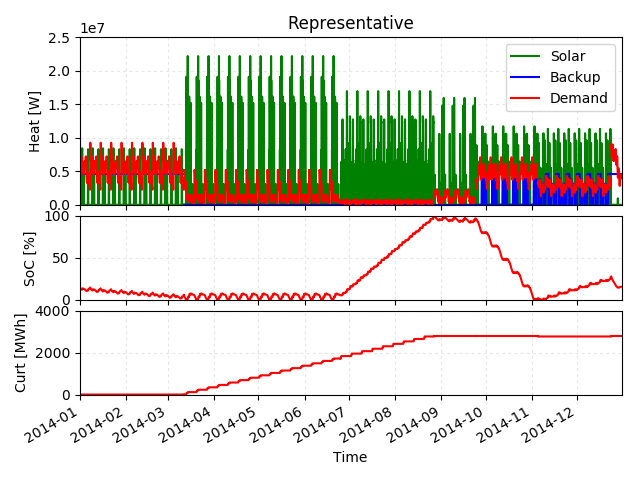 Representative
1e7
2.5
2.0
1.5
1.0
0.5
0.0
Heat [W]
Solar
Backup
Demand
100
50
0
SoC [%]
4000
2000
0
Curt [MWh]
2014-01
2014-02
2014-03
2014-04
2014-05
2014-06
2014-07
2014-08
2014-09
2014-10
2014-11
2014-12
Time